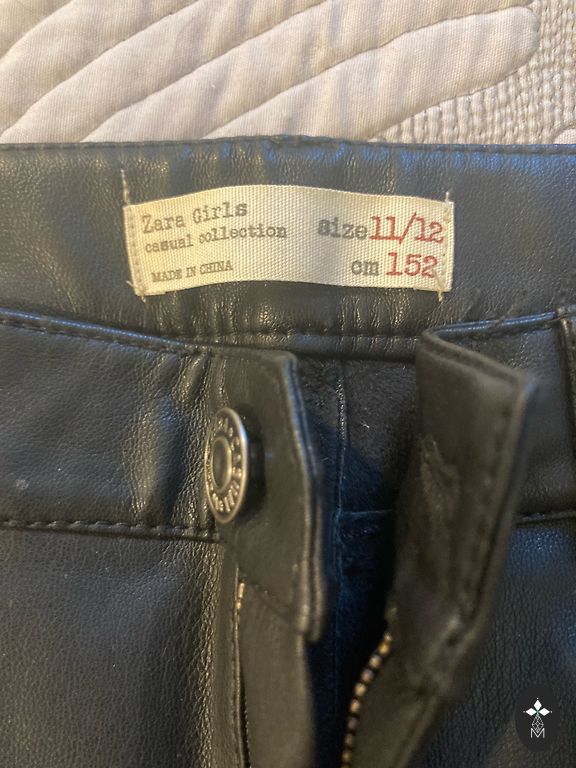 Zara Girls
casual collection
MADE IN CHINA
size 11/12
cm 152